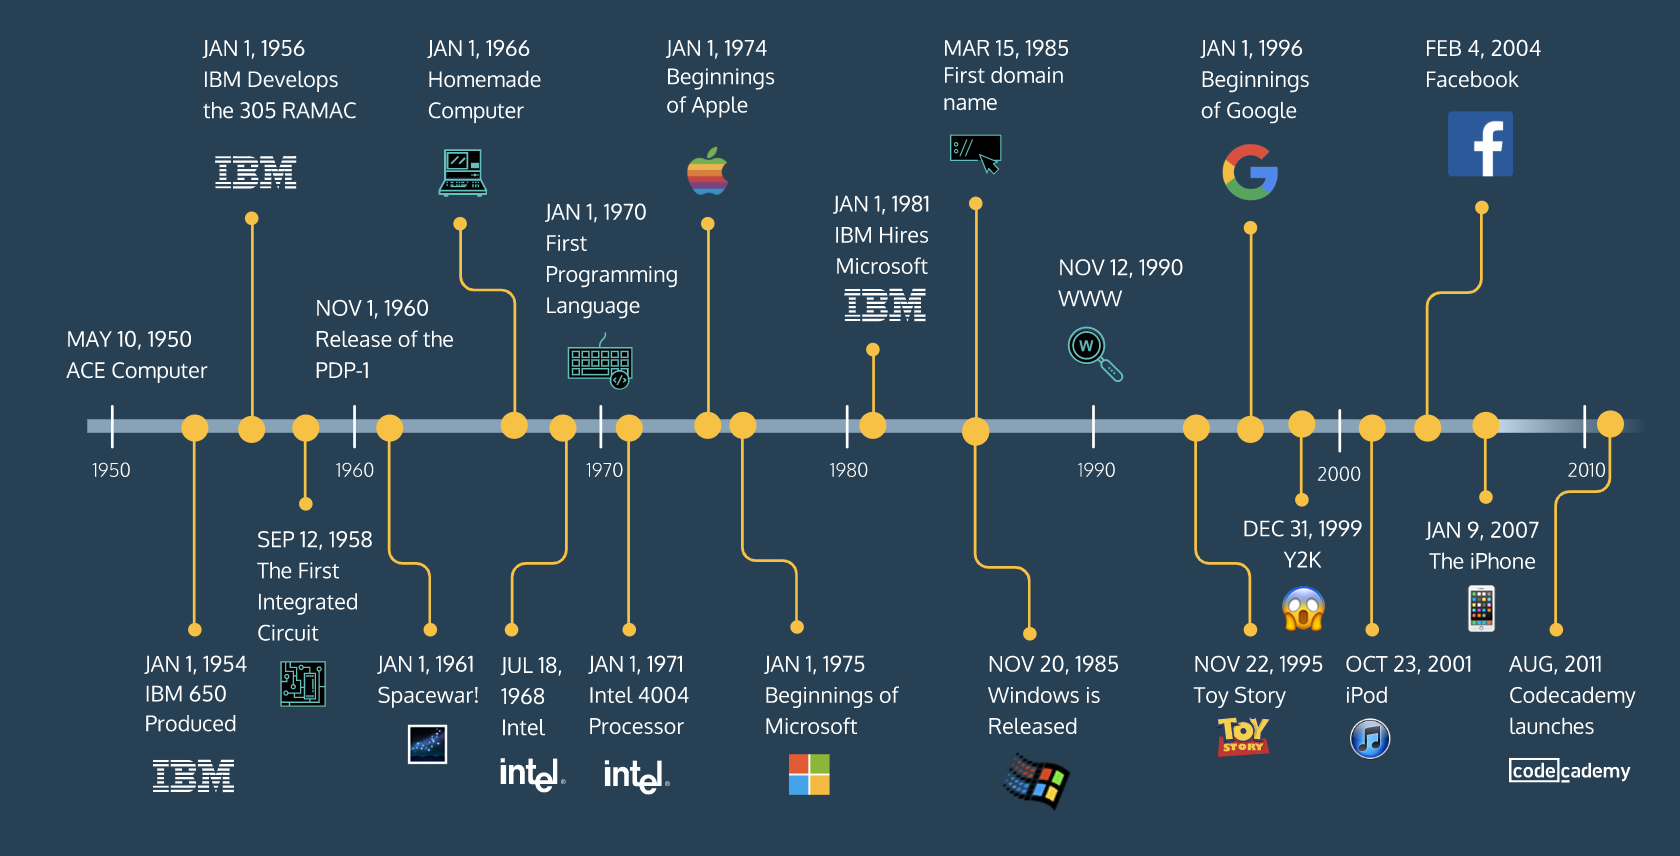 JAN 1, 1956
IBM Develops
the 305 RAMAC
IBM
JAN 1, 1966
Homemade
Computer
JAN 1, 1974
Beginnings
of Apple
MAR 15, 1985
First domain
name
://
JAN 1, 1996
Beginnings
of Google
G
FEB 4, 2004
Facebook
f
MAY 10, 1950
ACE Computer
NOV 1, 1960
Release of the
PDP-1
JAN 1, 1970
First
Programming
Language
</>
JAN 1, 1981
IBM Hires
Microsoft
IBM
NOV 12, 1990
WWW
W
1950
1960
1970
1980
1990
2000
2010
JAN 1, 1954
IBM 650
Produced
IBM
SEP 12, 1958
The First
Integrated
Circuit
JAN 1, 1961
Spacewar!
JUL 18,
1968
Intel
intel
JAN 1, 1971
Intel 4004
Processor
intel
JAN 1, 1975
Beginnings of
Microsoft
NOV 20, 1985
Windows is
Released
NOV 22, 1995
Toy Story
TOY
STORY
DEC 31, 1999
Y2K
OCT 23, 2001
iPod
JAN 9, 2007
The iPhone
AUG, 2011
Codecademy
launches
codecademy